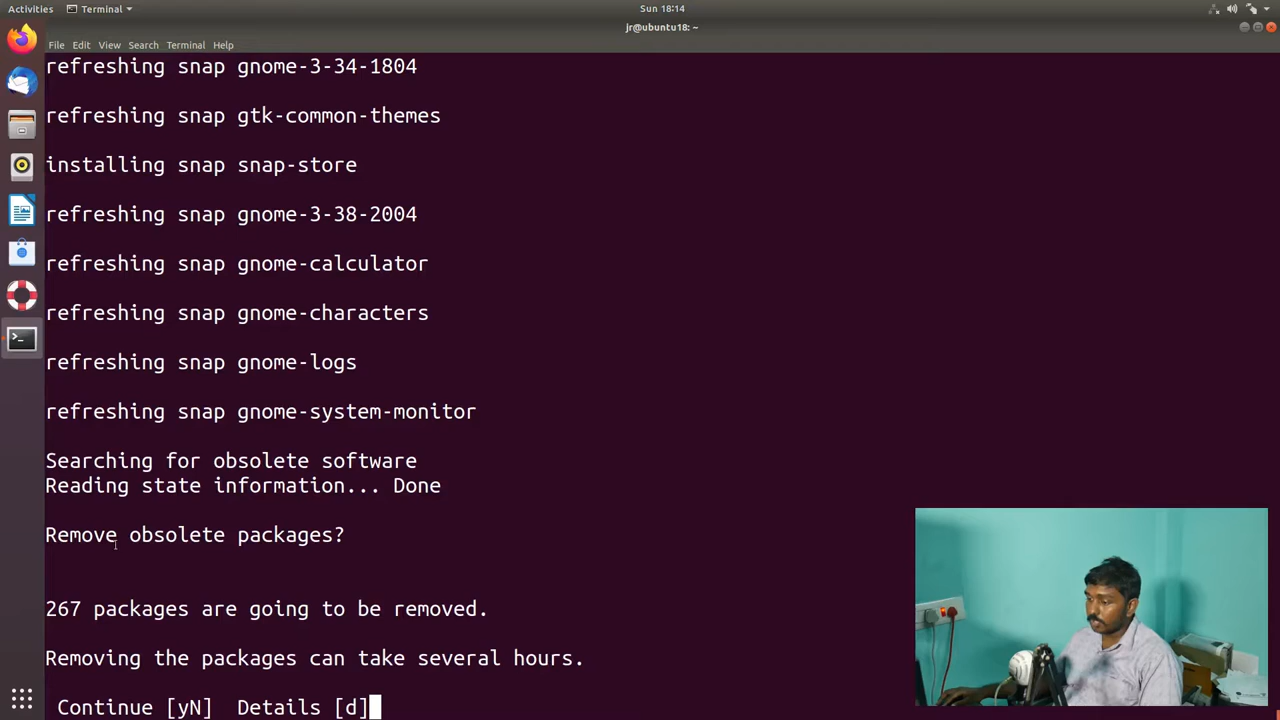 Activities
Terminal
Sun 18:14
jr@ubuntu18: ~
File Edit View Search Terminal Help
refreshing snap gnome-3-34-1804
refreshing snap gtk-common-themes
installing snap snap-store
refreshing snap gnome-3-38-2004
refreshing snap gnome-calculator
refreshing snap gnome-characters
refreshing snap gnome-logs
refreshing snap gnome-system-monitor
Searching for obsolete software
Reading state information... Done
Remove obsolete packages?
267 packages are going to be removed.
Removing the packages can take several hours.
Continue [yN]  Details [d]